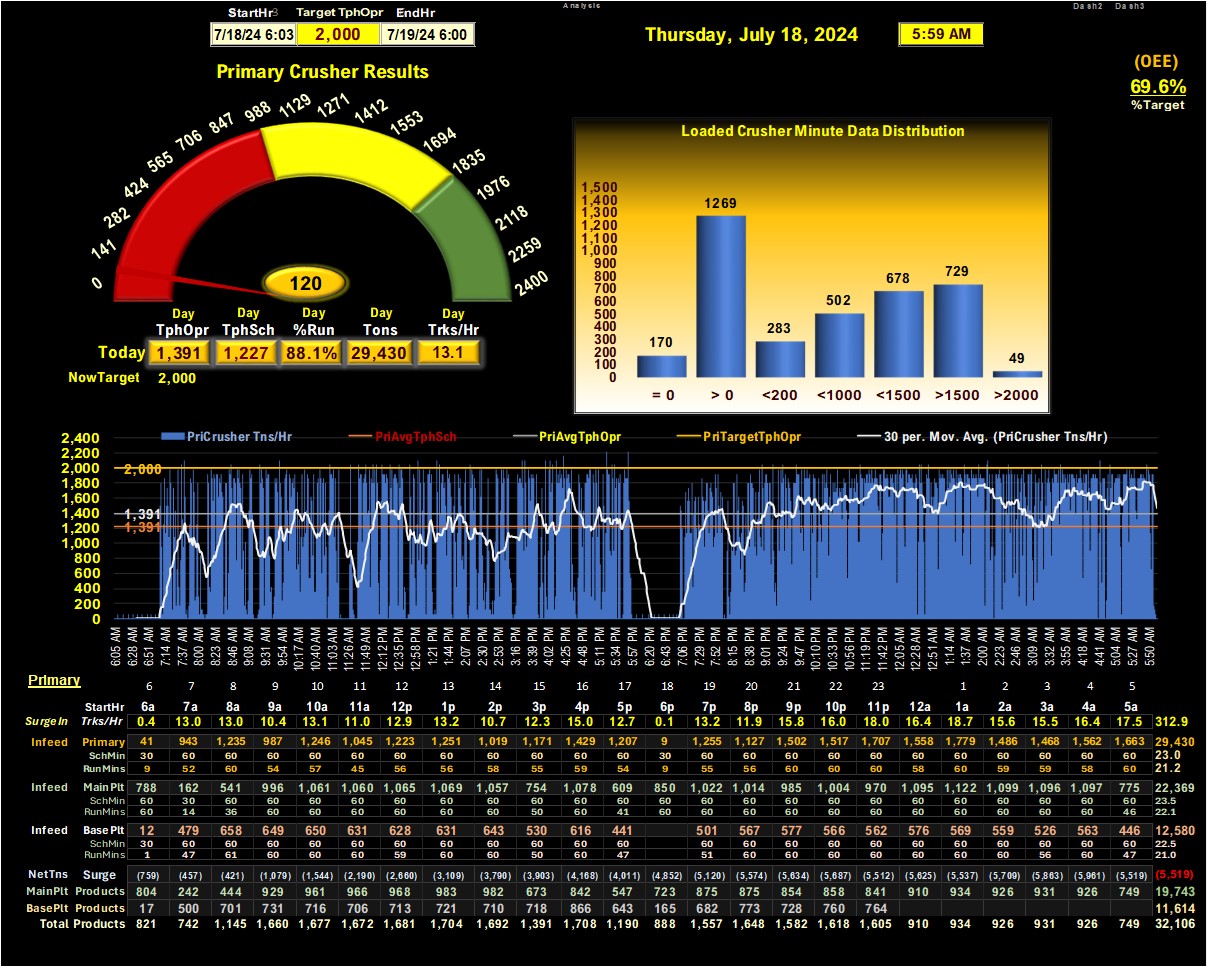 Analysis
Dash2 Dash3
StartHr3 Target TphOpr EndHr
7/18/24 6:03 2,000 7/19/24 6:00
Thursday, July 18, 2024
5:59 AM
(OEE)
69.6%
%Target
Primary Crusher Results
0 141 282 424 565 706 847 988 1129 1271 1412 1553 1694 1835 1976 2118 2259 2400
120
Day Day Day Day Day
TphOpr TphSch %Run Tons Trks/Hr
Today 1,391 1,227 88.1% 29,430 13.1
NowTarget 2,000
Loaded Crusher Minute Data Distribution
1,500
1,400
1,300
1,200
1,100
1,000
900
800
700
600
500
400
300
200
100
0
170 1269 283 502 678 729 49
= 0 > 0 <200 <1000 <1500 >1500 >2000
PriCrusher Tns/Hr PriAvgTphSch PriAvgTphOpr PriTargetTphOpr 30 per. Mov. Avg. (PriCrusher Tns/Hr)
2,400
2,200
2,000 2,000
1,800
1,600
1,400 1,391
1,200 1,391
1,000
800
600
400
200
0
6:05 AM 6:28 AM 6:51 AM 7:14 AM 7:37 AM 8:00 AM 8:23 AM 8:46 AM 9:08 AM 9:31 AM 9:54 AM 10:17 AM 10:40 AM 11:03 AM 11:26 AM 11:49 AM 12:12 PM 12:35 PM 12:58 PM 1:21 PM 1:44 PM 2:07 PM 2:30 PM 2:53 PM 3:16 PM 3:39 PM 4:02 PM 4:25 PM 4:48 PM 5:11 PM 5:34 PM 5:57 PM 6:20 PM 6:43 PM 7:06 PM 7:29 PM 7:52 PM 8:15 PM 8:38 PM 9:01 PM 9:24 PM 9:47 PM 10:10 PM 10:33 PM 10:56 PM 11:19 PM 11:42 PM 12:05 AM 12:28 AM 12:51 AM 1:14 AM 1:37 AM 2:00 AM 2:23 AM 2:46 AM 3:09 AM 3:32 AM 3:55 AM 4:18 AM 4:41 AM 5:04 AM 5:27 AM 5:50 AM
Primary 6 7 8 9 10 11 12 13 14 15 16 17 18 19 20 21 22 23 1 2 3 4 5
StartHr 6a 7a 8a 9a 10a 11a 12p 1p 2p 3p 4p 5p 6p 7p 8p 9p 10p 11p 12a 1a 2a 3a 4a 5a
SurgeIn Trks/Hr 0.4 13.0 13.0 10.4 13.1 11.0 12.9 13.2 10.7 12.3 15.0 12.7 0.1 13.2 11.9 15.8 16.0 18.0 16.4 18.7 15.6 15.5 16.4 17.5 312.9
Infeed Primary 41 943 1,235 987 1,246 1,045 1,223 1,251 1,019 1,171 1,429 1,207 9 1,255 1,127 1,502 1,517 1,707 1,558 1,779 1,486 1,468 1,562 1,663 29,430
SchMin 30 60 60 60 60 60 60 60 60 60 60 60 30 60 60 60 60 60 60 60 60 60 60 60 23.0
RunMins 9 52 60 54 57 45 56 56 58 55 59 54 9 55 56 60 60 60 58 60 59 59 58 60 21.2
Infeed MainPlt 788 162 541 996 1,061 1,060 1,065 1,069 1,057 754 1,078 609 850 1,022 1,014 985 1,004 970 1,095 1,122 1,099 1,096 1,097 775 22,369
SchMin 60 30 60 60 60 60 60 60 60 60 60 60 60 60 60 60 60 60 60 60 60 60 60 60 23.5
RunMins 60 14 36 60 60 60 60 60 60 50 60 41 60 60 60 60 60 60 60 60 60 60 60 46 22.1
Infeed BasePlt 12 479 658 649 650 631 628 631 643 530 616 441 501 567 577 566 562 576 569 559 526 563 446 12,580
SchMin 30 60 60 60 60 60 60 60 60 60 60 60 60 60 60 60 60 60 60 60 60 60 60 22.5
RunMins 1 47 61 60 60 60 59 60 60 50 60 47 51 60 60 60 60 60 60 60 56 60 47 21.0
NetTns Surge (759) (457) (421) (1,079) (1,544) (2,190) (2,660) (3,109) (3,790) (3,903) (4,168) (4,011) (4,852) (5,120) (5,574) (5,634) (5,687) (5,512) (5,625) (5,537) (5,709) (5,863) (5,961) (5,519) (5,519)
MainPlt Products 804 242 444 929 961 966 968 983 982 673 842 547 723 875 875 854 858 841 910 934 926 931 926 749 19,743
BasePlt Products 17 500 701 731 716 706 713 721 710 718 866 643 165 682 773 728 760 764 11,614
Total Products 821 742 1,145 1,660 1,677 1,672 1,681 1,704 1,692 1,391 1,708 1,190 888 1,557 1,648 1,582 1,618 1,605 910 934 926 931 926 749 32,106